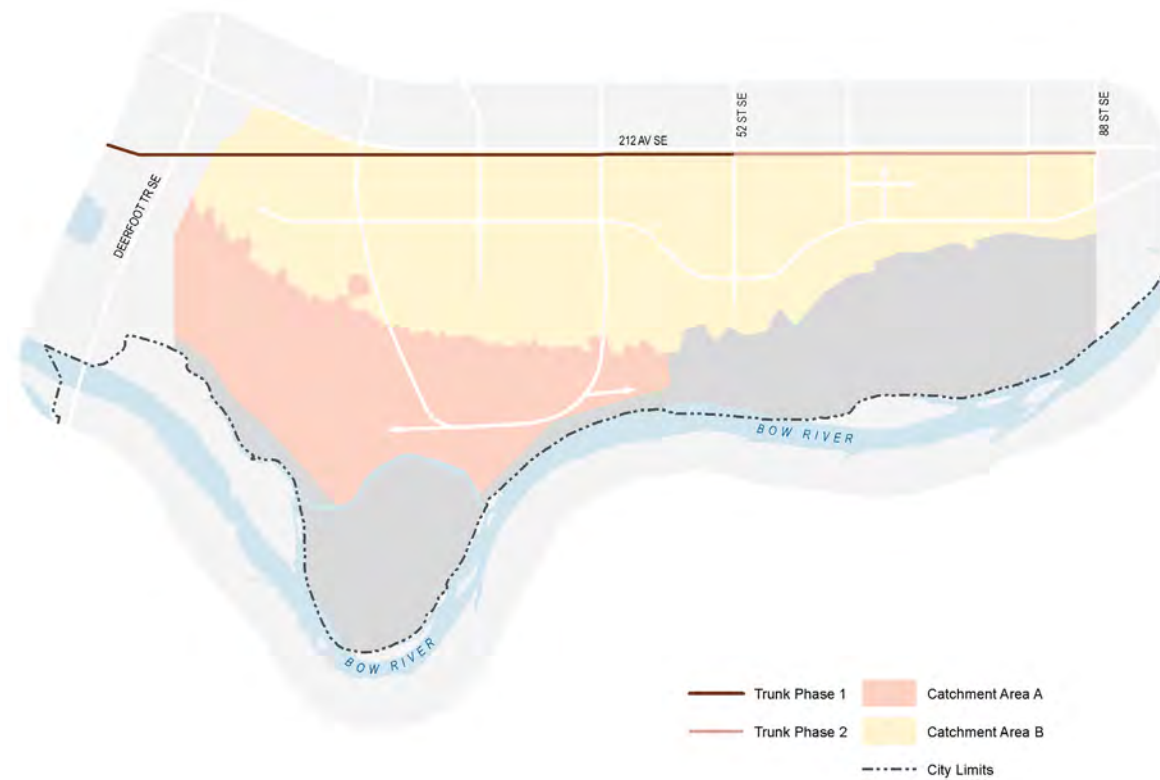 52 ST SE
88 ST SE
212 AV SE
DEERFOOT TR SE
BOW RIVER
BOW RIVER
Trunk Phase 1
Catchment Area A
Trunk Phase 2
Catchment Area B
City Limits